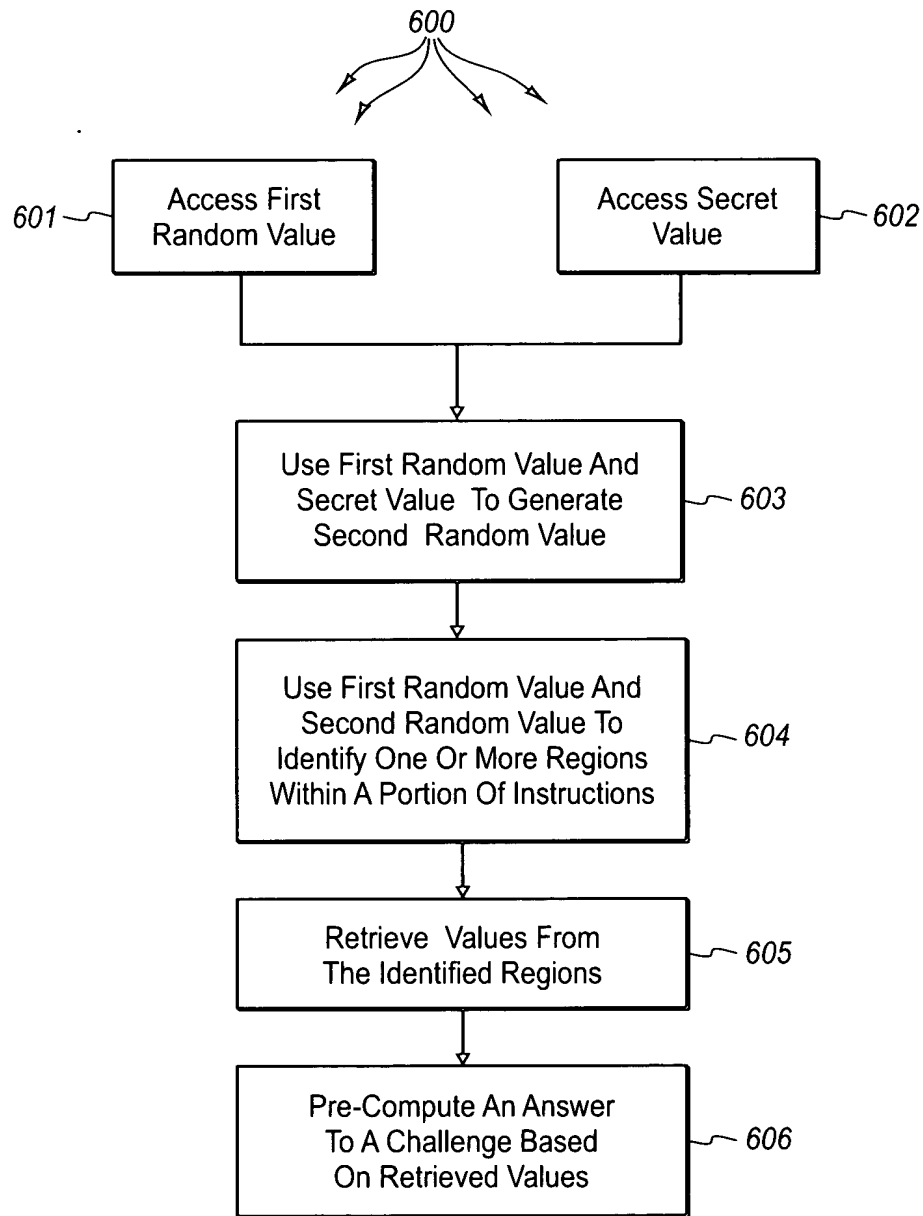 600
601
Access First
Random Value
Access Secret
Value
602
Use First Random Value And
Secret Value To Generate
Second Random Value
603
Use First Random Value And
Second Random Value To
Identify One Or More Regions
Within A Portion Of Instructions
604
Retrieve Values From
The Identified Regions
605
Pre-Compute An Answer
To A Challenge Based
On Retrieved Values
606